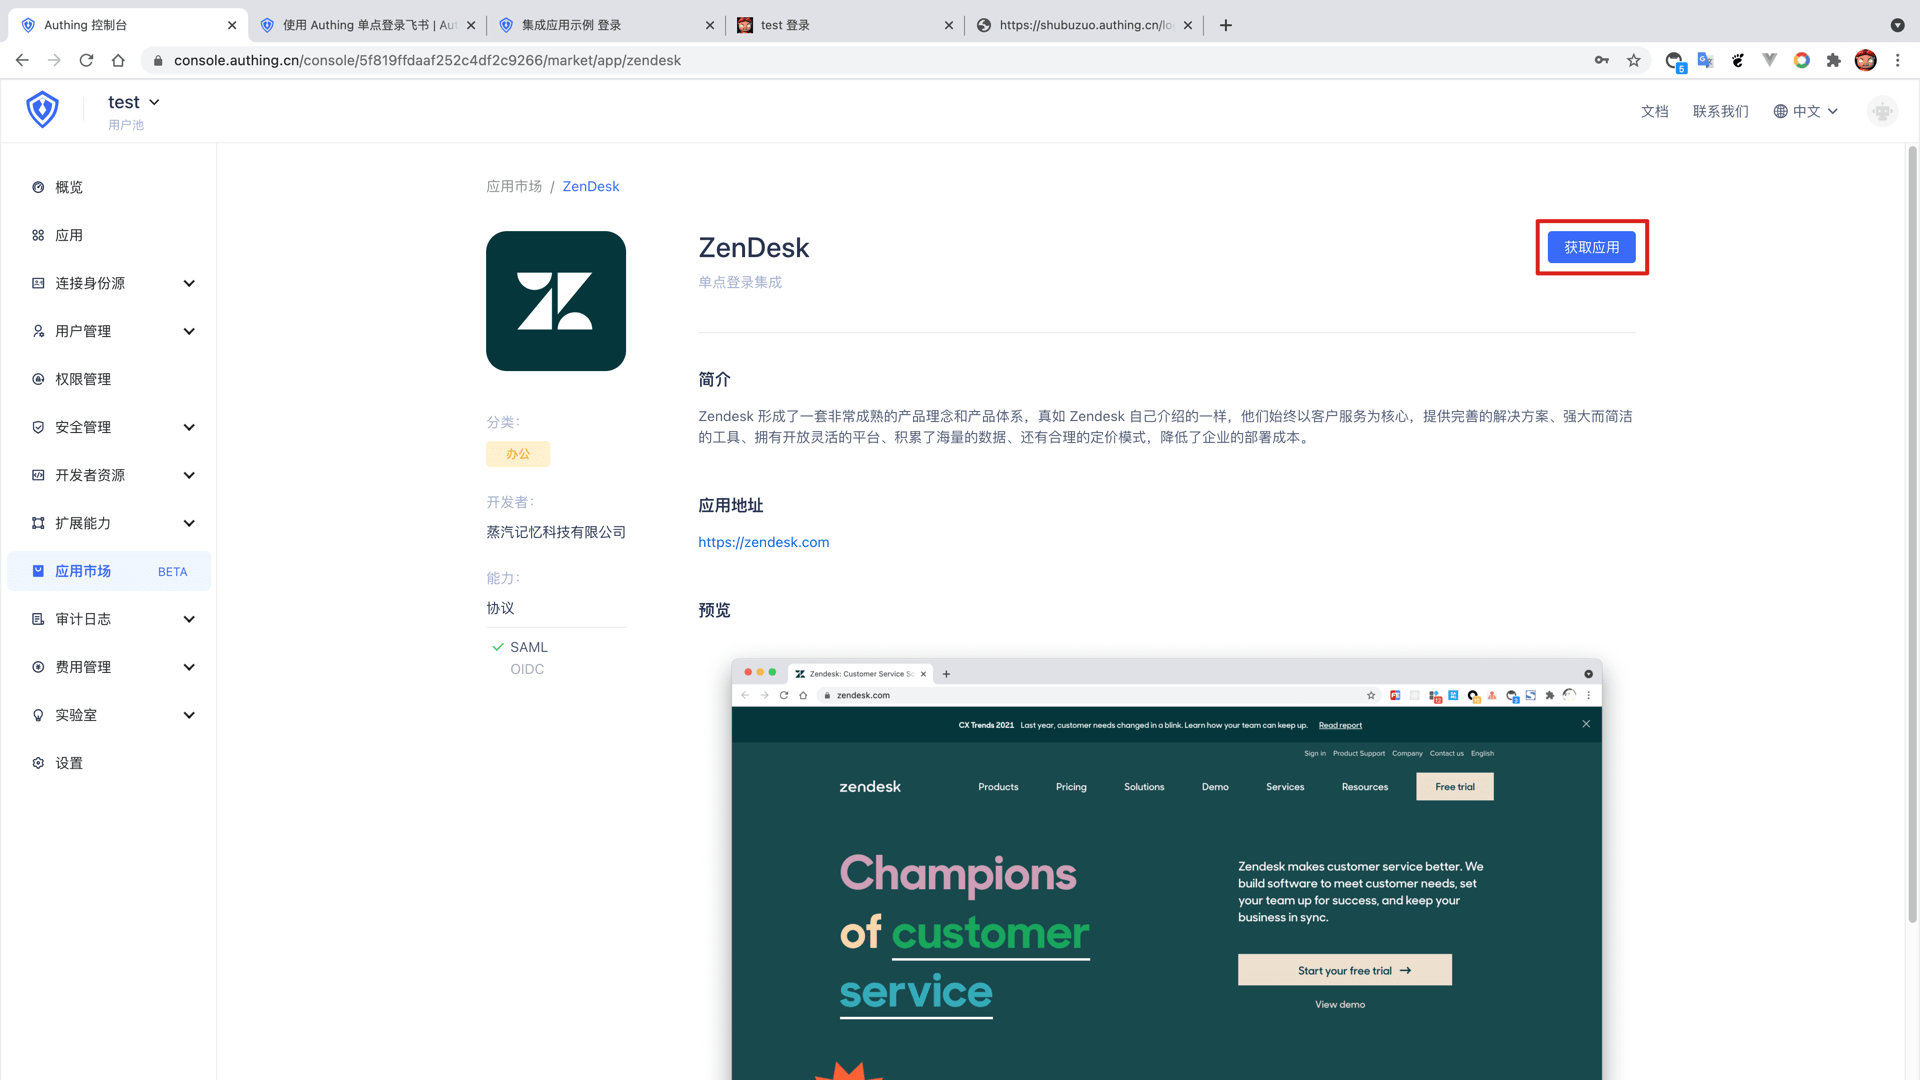 Authing 控制台
使用 Authing 单点登录飞书 | Aut
集成应用示例 登录
test 登录
https://shubuzuo.authing.cn/lo
console.authing.cn/console/5f819ffdaaf252c4df2c9266/market/app/zendesk
5
test
用户池
文档
联系我们
中文
概览
应用
连接身份源
用户管理
权限管理
安全管理
开发者资源
扩展能力
应用市场 BETA
审计日志
费用管理
实验室
设置
应用市场 / ZenDesk
ZenDesk
获取应用
单点登录集成
分类：
办公
开发者：
蒸汽记忆科技有限公司
能力：
协议
SAML
OIDC
简介
Zendesk 形成了一套非常成熟的产品理念和产品体系，真如 Zendesk 自己介绍的一样，他们始终以客户服务为核心，提供完善的解决方案、强大而简洁
的工具、拥有开放灵活的平台、积累了海量的数据、还有合理的定价模式，降低了企业的部署成本。
应用地址
https://zendesk.com
预览
Zendesk: Customer Service So
zendesk.com
CX Trends 2021 Last year, customer needs changed in a blink. Learn how your team can keep up. Read report
Sign in Product Support Company Contact us English
zendesk Products Pricing Solutions Demo Services Resources Free trial
Champions
of customer
service
Zendesk makes customer service better. We
build software to meet customer needs, set
your team up for success, and keep your
business in sync.
Start your free trial →
View demo